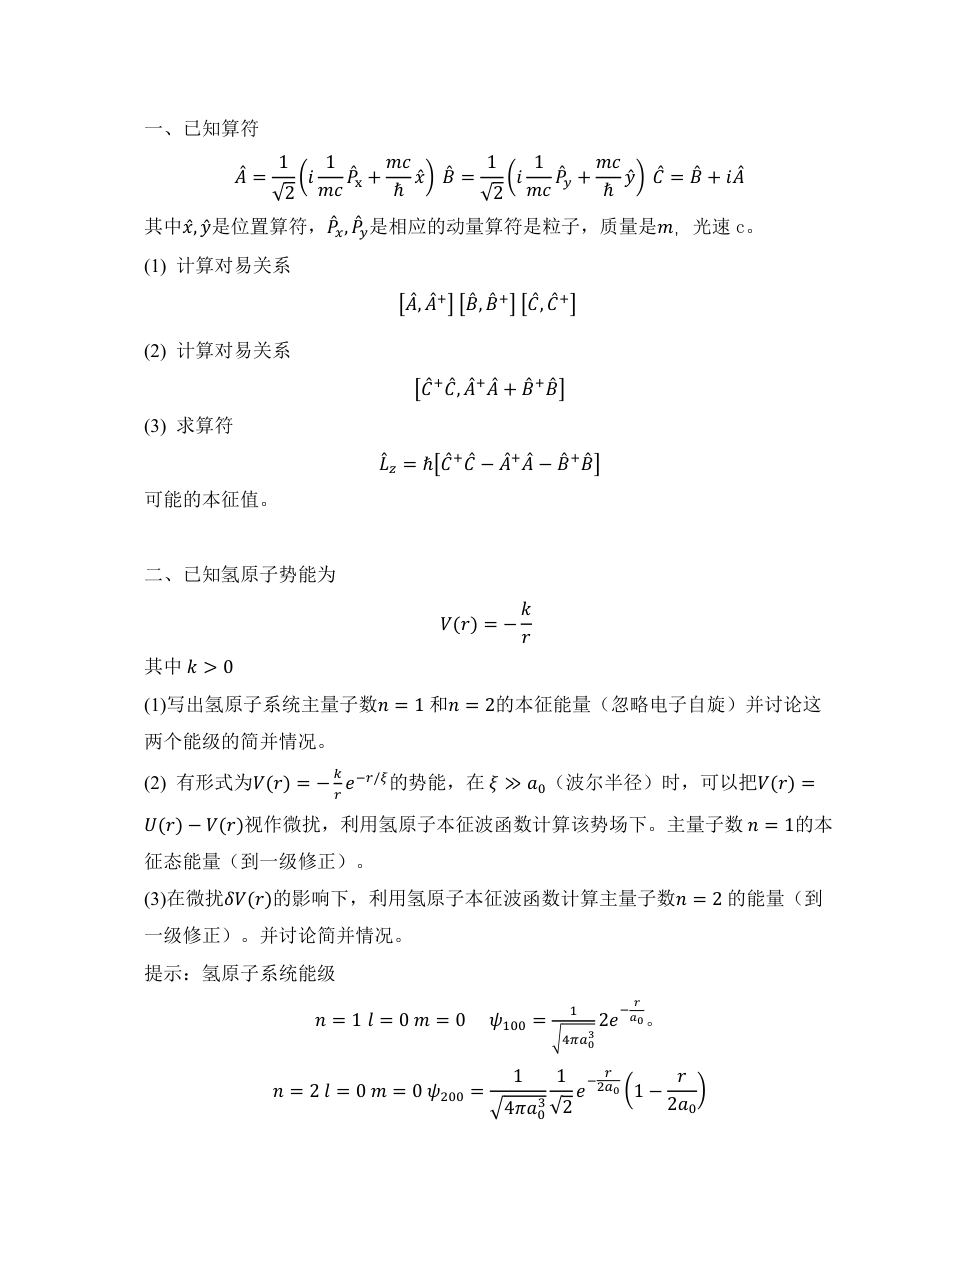 一、已知算符
Â = 1/√2 (i 1/mc P̂ₓ + mc/ħ x̂) B̂ = 1/√2 (i 1/mc P̂_y + mc/ħ ŷ) Ĉ = B̂ + iÂ
其中x̂, ŷ是位置算符，P̂ₓ, P̂_y是相应的动量算符是粒子，质量是m，光速 c。
(1) 计算对易关系
[Â, Â⁺] [B̂, B̂⁺] [Ĉ, Ĉ⁺]
(2) 计算对易关系
[Ĉ⁺Ĉ, Â⁺Â + B̂⁺B̂]
(3) 求算符
L̂_z = ħ[Ĉ⁺Ĉ − Â⁺Â − B̂⁺B̂]
可能的本征值。
二、已知氢原子势能为
V(r) = − k/r
其中 k > 0
(1)写出氢原子系统主量子数n = 1 和n = 2的本征能量（忽略电子自旋）并讨论这
两个能级的简并情况。
(2) 有形式为V(r) = − k/r e^(−r/ξ)的势能，在 ξ ≫ a₀（波尔半径）时，可以把V(r) =
U(r) − V(r)视作微扰，利用氢原子本征波函数计算该势场下。主量子数 n = 1的本
征态能量（到一级修正）。
(3)在微扰δV(r)的影响下，利用氢原子本征波函数计算主量子数n = 2 的能量（到
一级修正）。并讨论简并情况。
提示：氢原子系统能级
n = 1 l = 0 m = 0 ψ₁₀₀ = 1/√(4πa₀³) 2e^(−r/a₀)。
n = 2 l = 0 m = 0 ψ₂₀₀ = 1/√(4πa₀³) 1/√2 e^(−r/2a₀) (1 − r/2a₀)